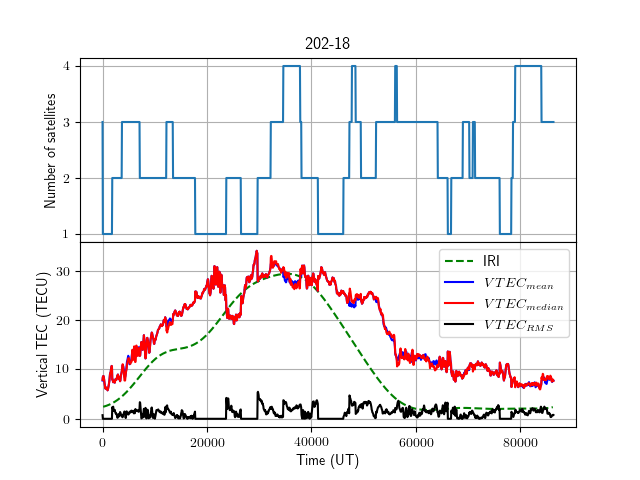 202-18
Number of satellites
4
3
2
1
Vertical TEC (TECU)
30
20
10
0
IRI
VTEC_mean
VTEC_median
VTEC_RMS
0 20000 40000 60000 80000
Time (UT)